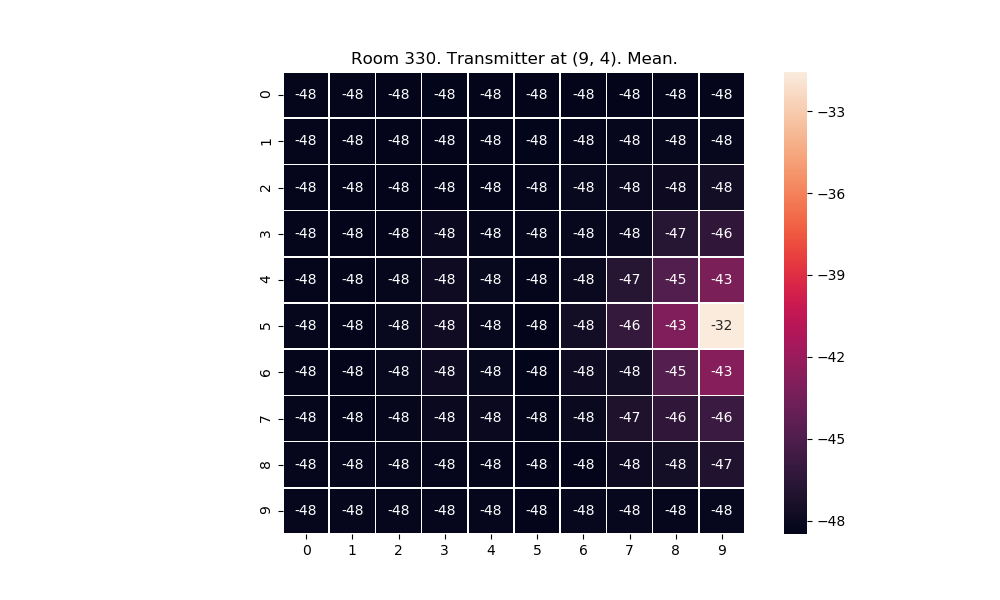 Room 330. Transmitter at (9, 4). Mean.
0 -48 -48 -48 -48 -48 -48 -48 -48 -48 -48
1 -48 -48 -48 -48 -48 -48 -48 -48 -48 -48
2 -48 -48 -48 -48 -48 -48 -48 -48 -48 -48
3 -48 -48 -48 -48 -48 -48 -48 -48 -47 -46
4 -48 -48 -48 -48 -48 -48 -48 -47 -45 -43
5 -48 -48 -48 -48 -48 -48 -48 -46 -43 -32
6 -48 -48 -48 -48 -48 -48 -48 -48 -45 -43
7 -48 -48 -48 -48 -48 -48 -48 -47 -46 -46
8 -48 -48 -48 -48 -48 -48 -48 -48 -48 -47
9 -48 -48 -48 -48 -48 -48 -48 -48 -48 -48
0 1 2 3 4 5 6 7 8 9
−33
−36
−39
−42
−45
−48